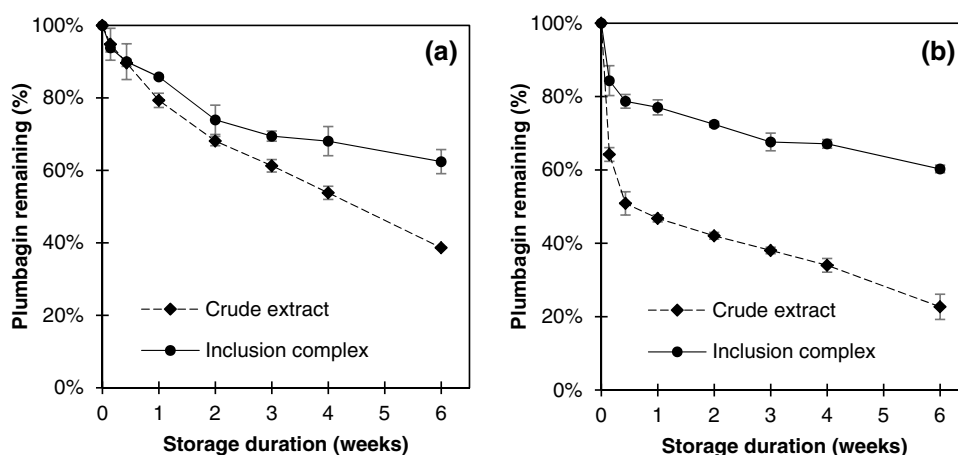 (a)
Plumbagin remaining (%)
100%
80%
60%
40%
20%
0%
Crude extract
Inclusion complex
0 1 2 3 4 5 6
Storage duration (weeks)
(b)
Plumbagin remaining (%)
100%
80%
60%
40%
20%
0%
Crude extract
Inclusion complex
0 1 2 3 4 5 6
Storage duration (weeks)